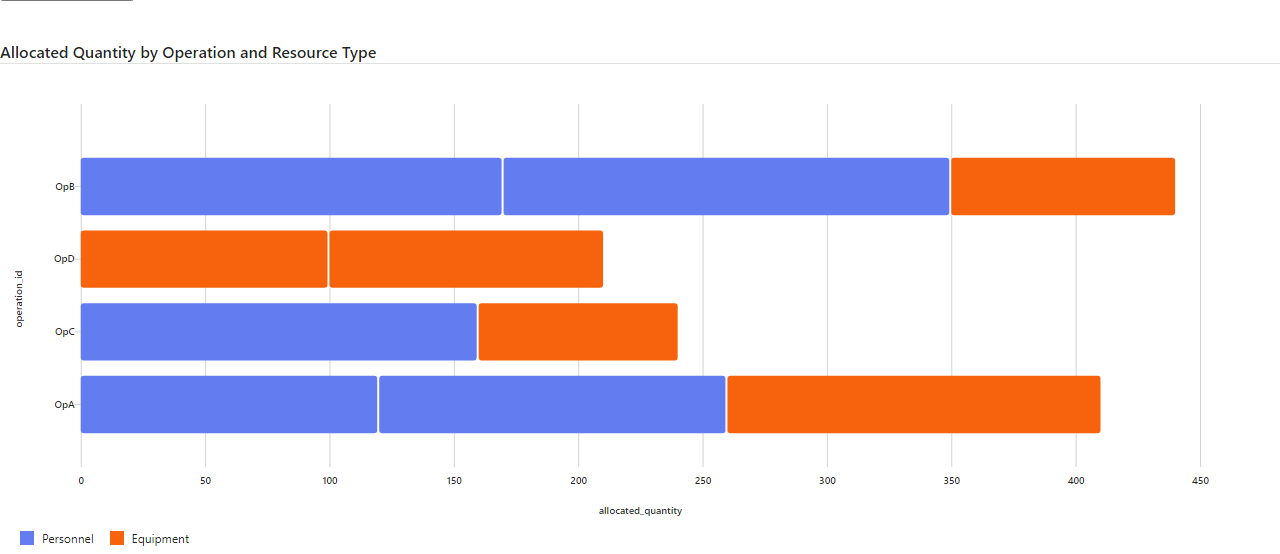 Allocated Quantity by Operation and Resource Type
OpB
OpD
OpC
OpA
operation_id
0 50 100 150 200 250 300 350 400 450
allocated_quantity
Personnel Equipment